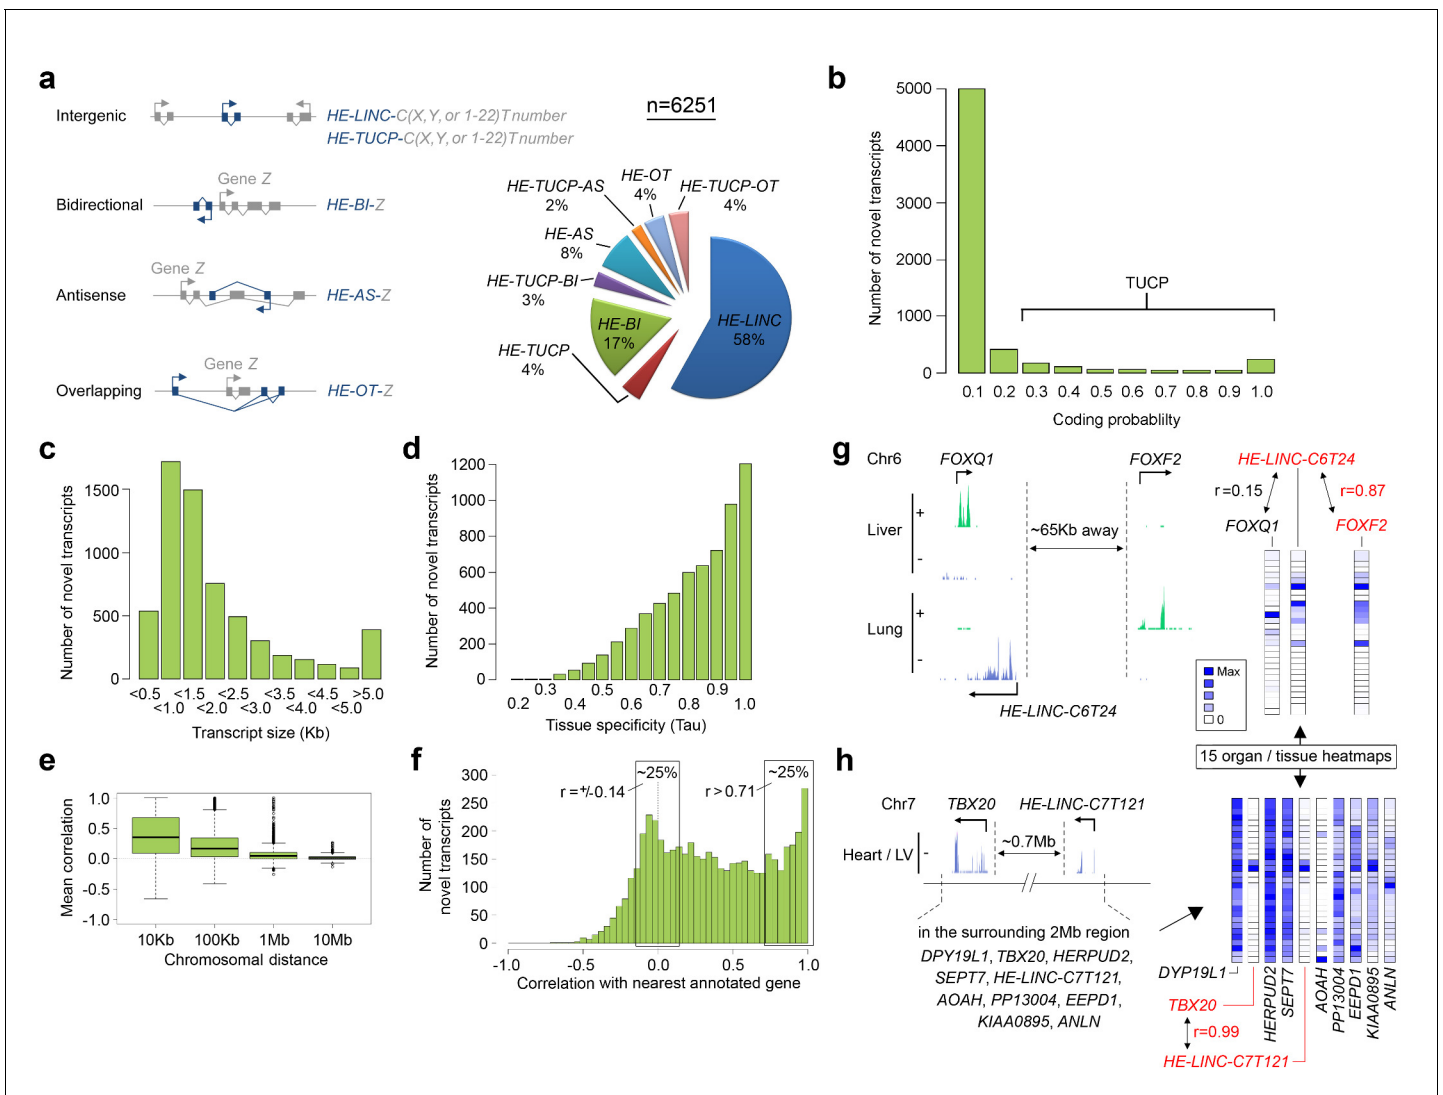 a
n=6251
Intergenic
HE-LINC-C(X,Y, or 1-22)Tnumber
HE-TUCP-C(X,Y, or 1-22)Tnumber
Gene Z
Bidirectional
HE-BI-Z
Gene Z
Antisense
HE-AS-Z
Gene Z
Overlapping
HE-OT-Z
HE-TUCP-AS
2%
HE-OT
4%
HE-TUCP-OT
4%
HE-AS
8%
HE-TUCP-BI
3%
HE-BI
17%
HE-LINC
58%
HE-TUCP
4%
b
Number of novel transcripts
5000
4000
3000
2000
1000
0
TUCP
0.1 0.2 0.3 0.4 0.5 0.6 0.7 0.8 0.9 1.0
Coding probablilty
c
Number of novel transcripts
1500
1000
500
0
<0.5 <1.5 <2.5 <3.5 <4.5 >5.0
<1.0 <2.0 <3.0 <4.0 <5.0
Transcript size (Kb)
d
Number of novel transcripts
1200
1000
800
600
400
200
0
0.3 0.5 0.7 0.9
0.2 0.4 0.6 0.8 1.0
Tissue specificity (Tau)
e
Mean correlation
1.0
0.5
0.0
-0.5
-1.0
10Kb 100Kb 1Mb 10Mb
Chromosomal distance
f
Number of
novel transcripts
300
250
200
150
100
50
0
~25%
~25%
r=+/-0.14
r>0.71
-1.0 -0.5 0.0 0.5 1.0
Correlation with nearest annotated gene
g
Chr6
FOXQ1
FOXF2
Liver
+
-
~65Kb away
Lung
+
-
HE-LINC-C6T24
HE-LINC-C6T24
r=0.15
r=0.87
FOXQ1
FOXF2
Max
0
15 organ / tissue heatmaps
h
Chr7
TBX20
HE-LINC-C7T121
Heart / LV
-
~0.7Mb
in the surrounding 2Mb region
DPY19L1, TBX20, HERPUD2,
SEPT7, HE-LINC-C7T121,
AOAH, PP13004, EEPD1,
KIAA0895, ANLN
DYP19L1
TBX20
r=0.99
HE-LINC-C7T121
HERPUD2
SEPT7
AOAH
PP13004
EEPD1
KIAA0895
ANLN